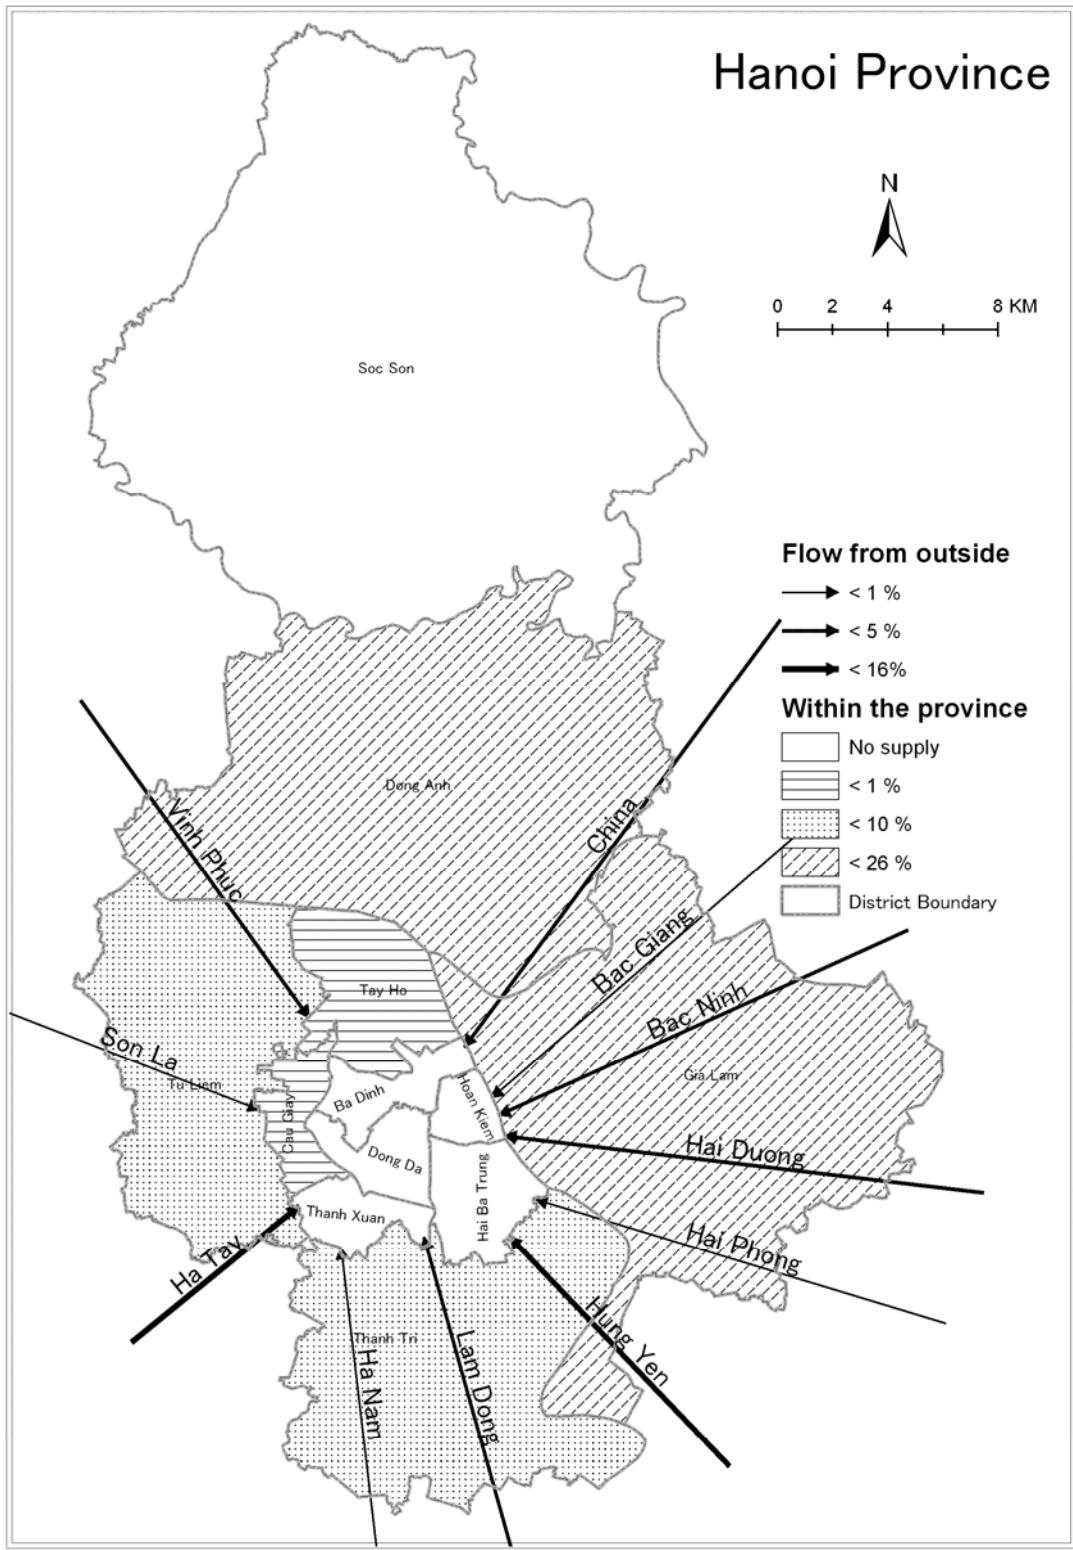 Hanoi Province
N
0 2 4 8 KM
Soc Son
Flow from outside
< 1 %
< 5 %
< 16%
Within the province
No supply
< 1 %
< 10 %
< 26 %
District Boundary
Dong Anh
China
Vinh Phuc
Bac Giang
Tay Ho
Bac Ninh
Son La
Tu Liem
Gia Lam
Ba Dinh
Hoan Kiem
Cau Giay
Dong Da
Hai Duong
Hai Ba Trung
Thanh Xuan
Hai Phong
Ha Tay
Hung Yen
Thanh Tri
Ha Nam
Lam Dong